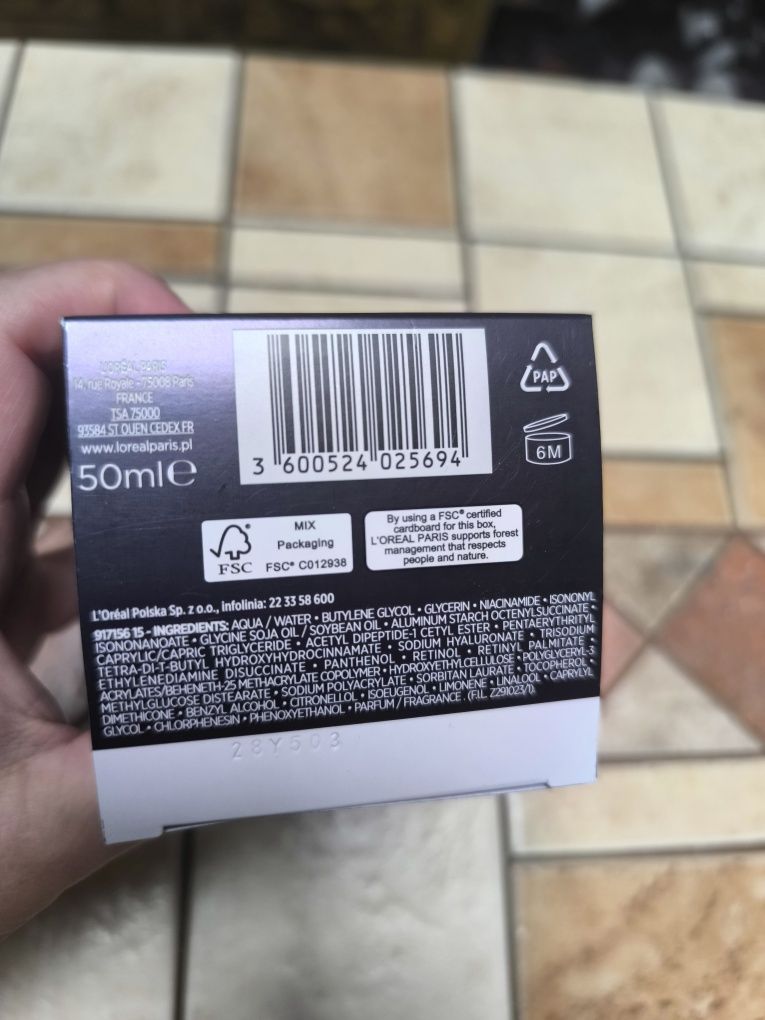 L'ORÉAL PARIS
14, rue Royale - 75008 Paris
FRANCE
TSA 75000
93584 ST OUEN CEDEX FR
www.lorealparis.pl
50ml e
3 600524 025694
PAP
6M
FSC
MIX
Packaging
FSC® C012938
By using a FSC® certified
cardboard for this box,
L'ORÉAL PARIS supports forest
management that respects
people and nature.
L'Oréal Polska Sp. z o.o., infolinia: 22 33 58 600
917156 15 - INGREDIENTS: AQUA / WATER • BUTYLENE GLYCOL • GLYCERIN • NIACINAMIDE • ISONONYL
ISONONANOATE • GLYCINE SOJA OIL / SOYBEAN OIL • ALUMINUM STARCH OCTENYLSUCCINATE •
CAPRYLIC/CAPRIC TRIGLYCERIDE • ACETYL DIPEPTIDE-1 CETYL ESTER • PENTAERYTHRITYL
TETRA-DI-T-BUTYL HYDROXYHYDROCINNAMATE • SODIUM HYALURONATE • TRISODIUM
ETHYLENEDIAMINE DISUCCINATE • PANTHENOL • RETINOL • RETINYL PALMITATE •
ACRYLATES/BEHENETH-25 METHACRYLATE COPOLYMER • HYDROXYETHYLCELLULOSE • POLYGLYCERYL-3
METHYLGLUCOSE DISTEARATE • SODIUM POLYACRYLATE • SORBITAN LAURATE • TOCOPHEROL •
DIMETHICONE • BENZYL ALCOHOL • CITRONELLOL • ISOEUGENOL • LIMONENE • LINALOOL • CAPRYLYL
GLYCOL • CHLORPHENESIN • PHENOXYETHANOL • PARFUM / FRAGRANCE. (F.I.L. Z291023/1).
28Y503